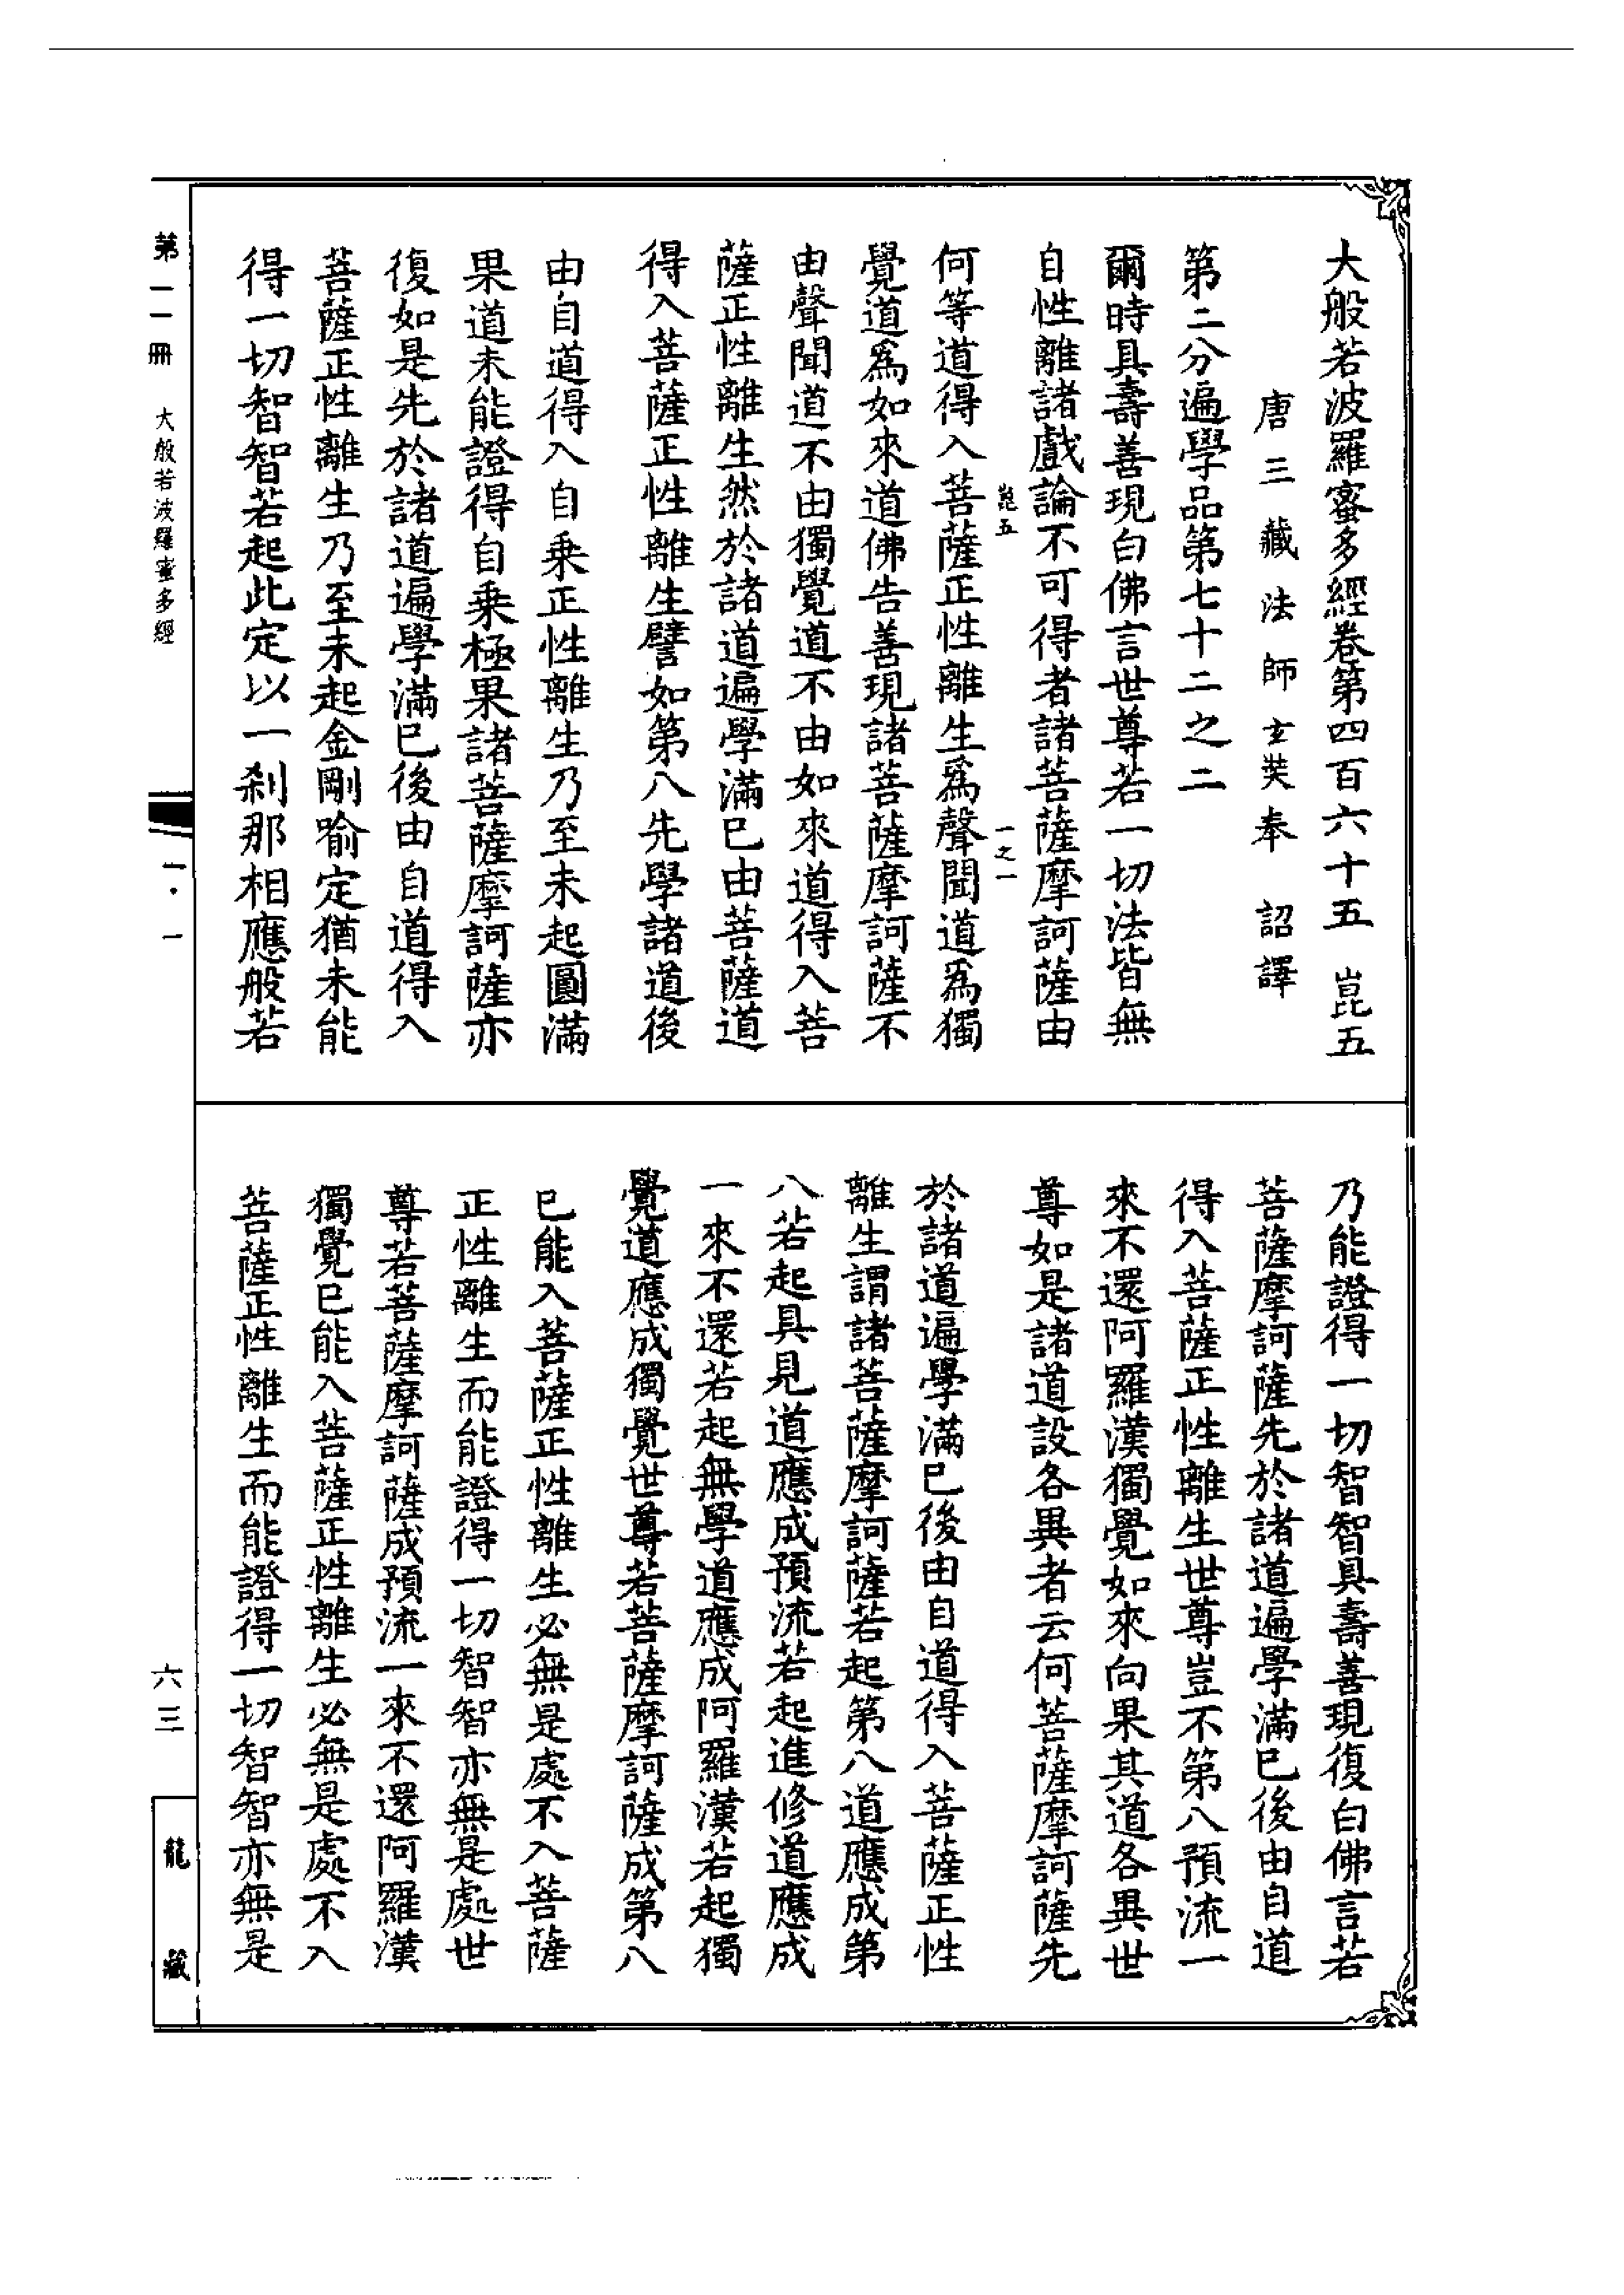 大般若波羅蜜多經卷第四百六十五　崑五
唐三藏法師玄奘奉　詔譯
第二分遍學品第七十二之二
爾時具壽善現白佛言世尊若一切法皆無
自性離諸戲論不可得者諸菩薩摩訶薩由
崑五　一之一
何等道得入菩薩正性離生爲聲聞道爲獨
覺道爲如來道佛告善現諸菩薩摩訶薩不
由聲聞道不由獨覺道不由如來道得入菩
薩正性離生然於諸道遍學滿已由菩薩道
得入菩薩正性離生譬如第八先學諸道後
由自道得入自乘正性離生乃至未起圓滿
果道未能證得自乘極果諸菩薩摩訶薩亦
復如是先於諸道遍學滿已後由自道得入
菩薩正性離生乃至未起金剛喻定猶未能
得一切智智若起此定以一剎那相應般若
乃能證得一切智智具壽善現復白佛言若
菩薩摩訶薩先於諸道遍學滿已後由自道
得入菩薩正性離生世尊豈不第八預流一
來不還阿羅漢獨覺如來向果其道各異世
尊如是諸道設各異者云何菩薩摩訶薩先
於諸道遍學滿已後由自道得入菩薩正性
離生謂諸菩薩摩訶薩若起第八道應成第
八若起具見道應成預流若起進修道應成
一來不還若起無學道應成阿羅漢若起獨
覺道應成獨覺世尊若菩薩摩訶薩成第八
已能入菩薩正性離生必無是處不入菩薩
正性離生而能證得一切智智亦無是處世
尊若菩薩摩訶薩成預流一來不還阿羅漢
獨覺已能入菩薩正性離生必無是處不入
菩薩正性離生而能證得一切智智亦無是
第一一冊　大般若波羅蜜多經
一·一
六三
龍藏